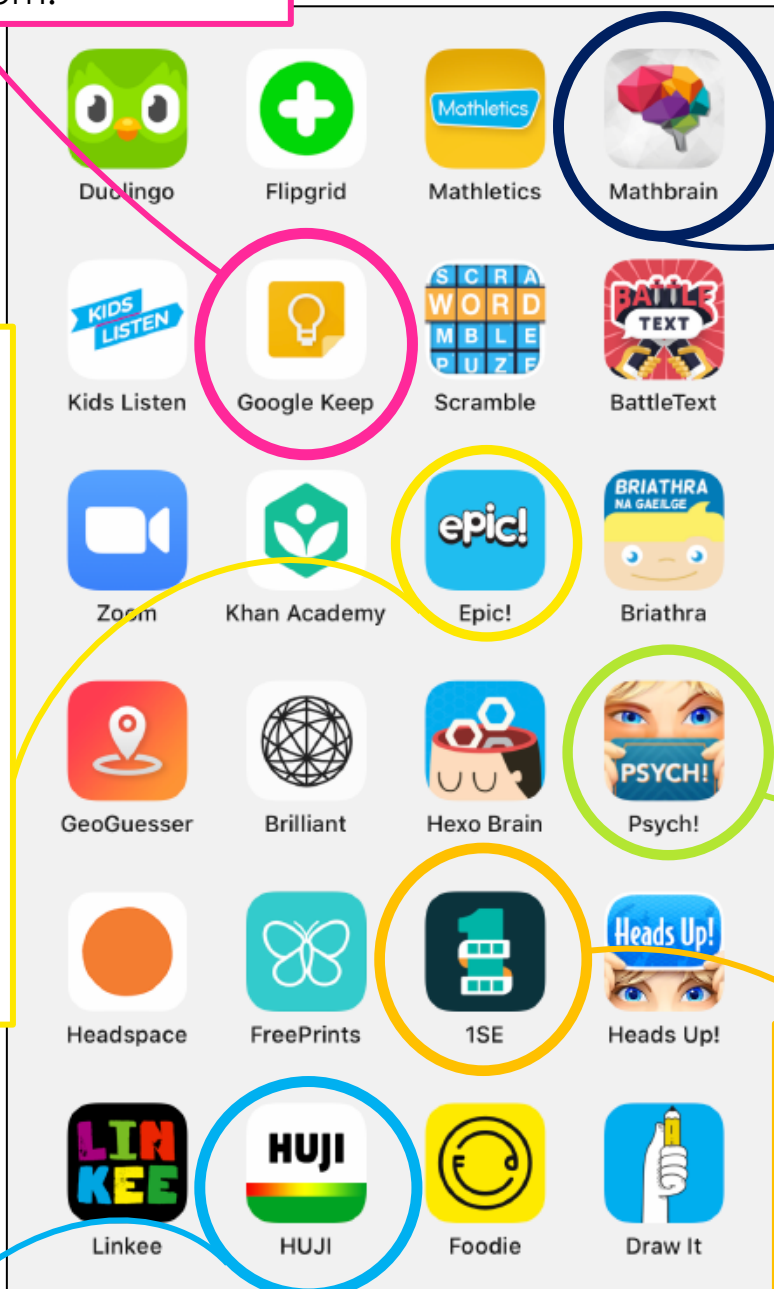 Duolingo Flipgrid Mathletics Mathbrain
Mathletics
Kids Listen Google Keep Scramble BattleText
KIDS
LISTEN
SCRA
WORD
MBLE
PUZE
BATTLE
TEXT
Zoom Khan Academy Epic! Briathra
epic!
BRIATHRA
NA GAEILGE
GeoGuesser Brilliant Hexo Brain Psych!
PSYCH!
Headspace FreePrints 1SE Heads Up!
1
Heads Up!
Linkee HUJI Foodie Draw It
LIN
KEE
HUJI